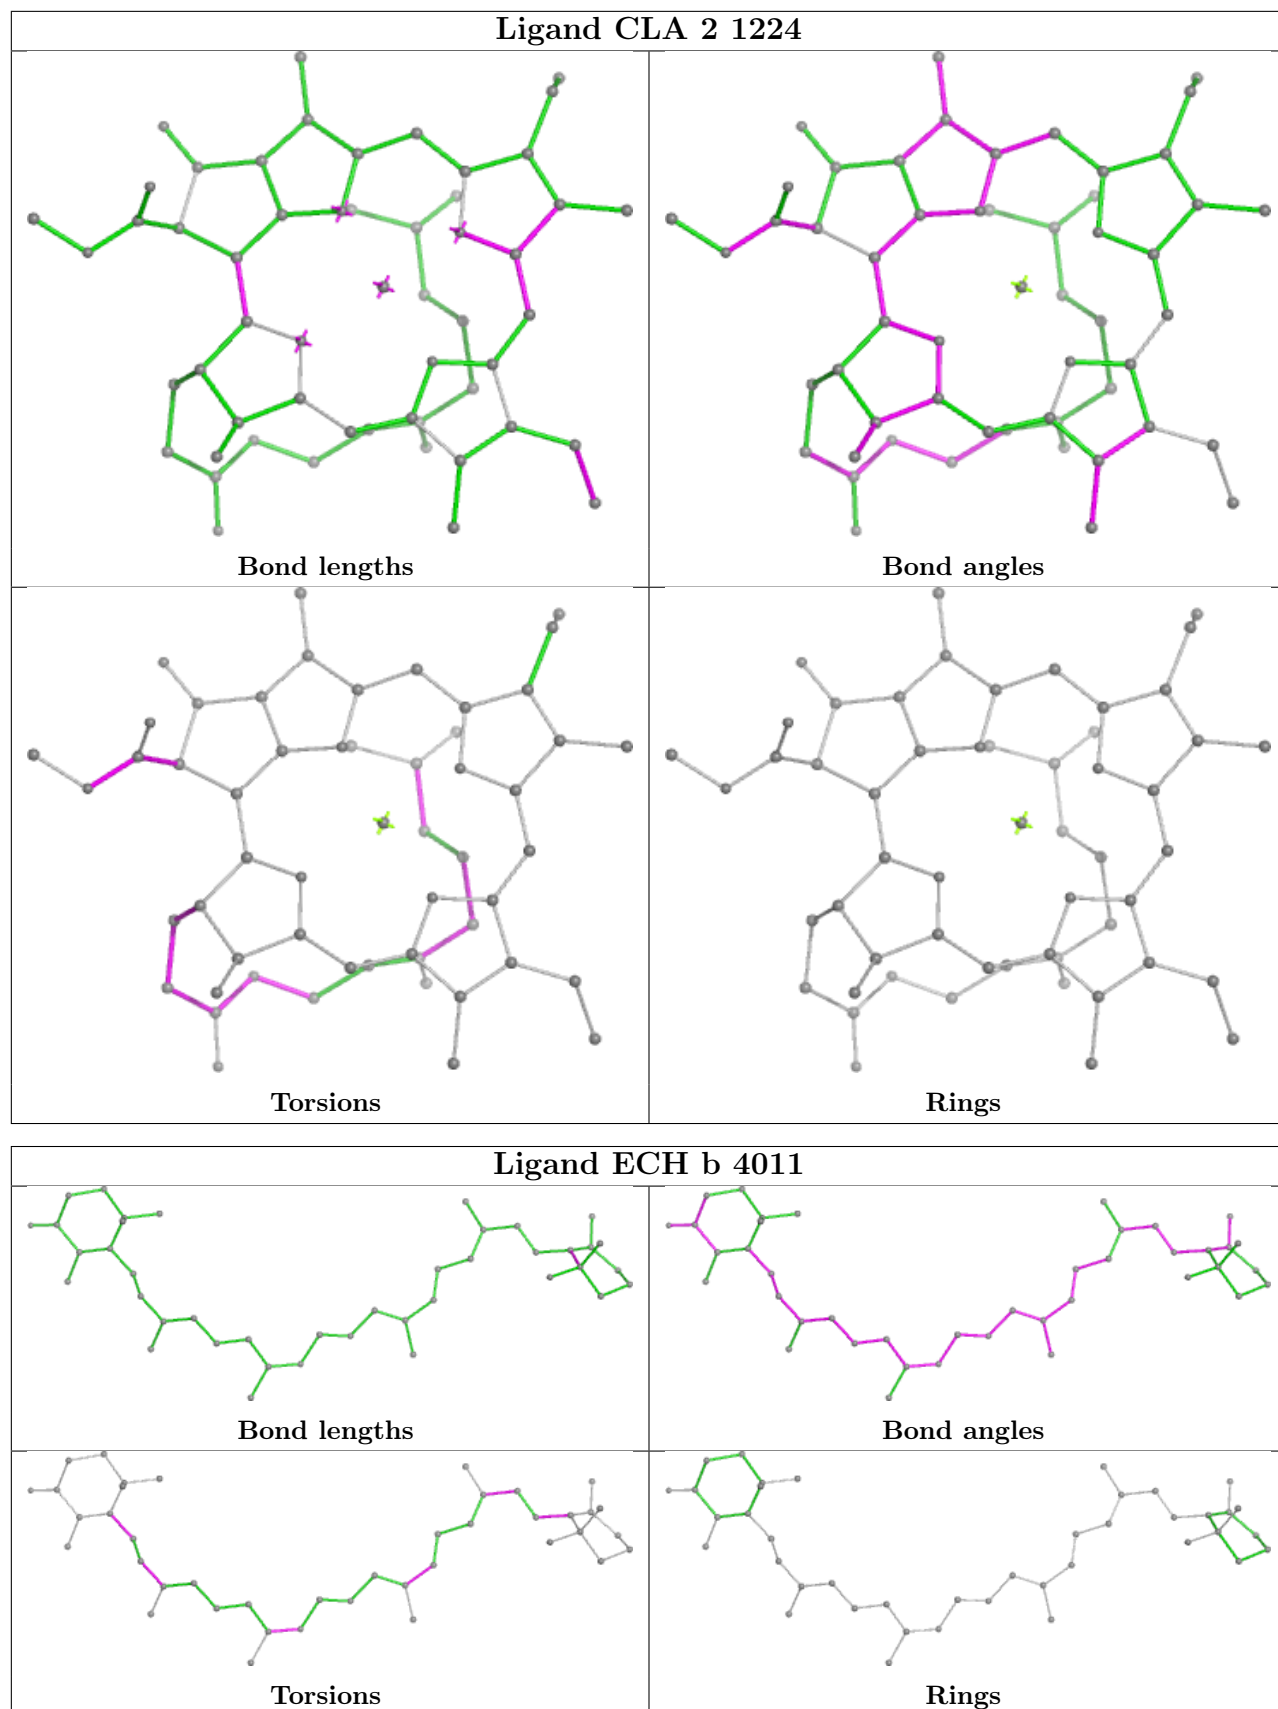 Ligand CLA 2 1224
Bond lengths
Bond angles
Torsions
Rings
Ligand ECH b 4011
Bond lengths
Bond angles
Torsions
Rings